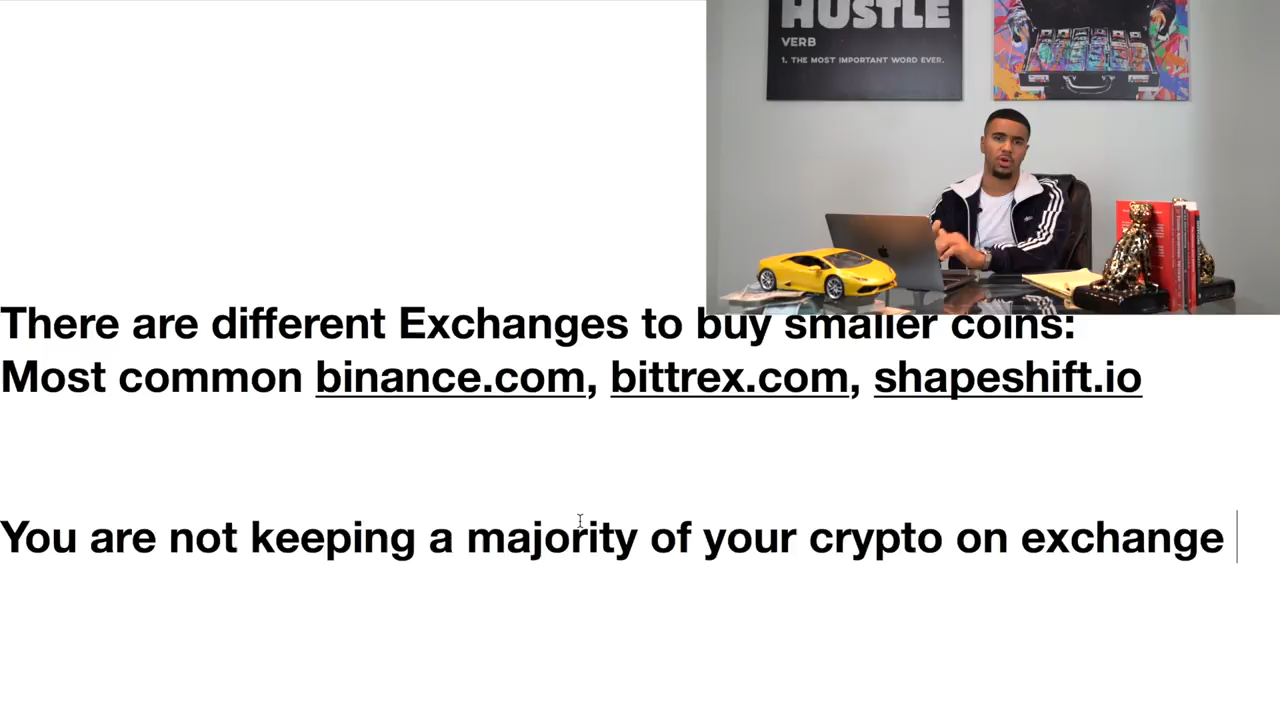 HUSTLE
VERB
1. THE MOST IMPORTANT WORD EVER.
There are different Exchanges to buy smaller coins:
Most common binance.com, bittrex.com, shapeshift.io
You are not keeping a majority of your crypto on exchange